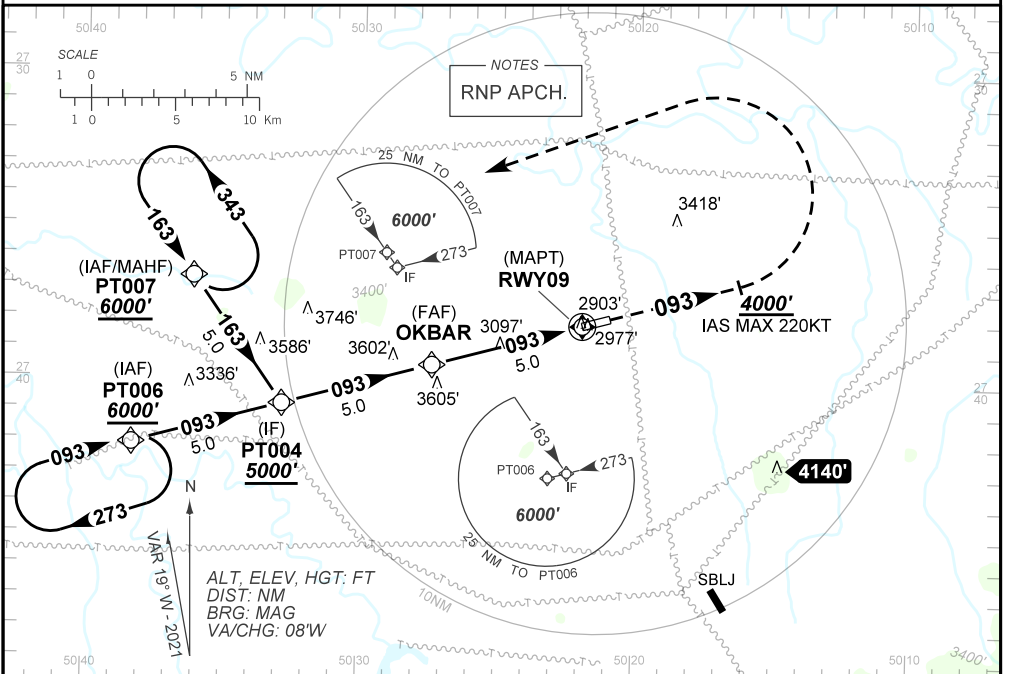 50/40
50/30
50/20
50/10
27
30
27
30
SCALE
1 0 5 NM
1 0 5 10 Km
NOTES
RNP APCH.
25 NM TO PT007
163
6000'
PT007
273
IF
343
163
3418'
(IAF/MAHF)
PT007
6000'
3400'
(MAPT)
RWY09
2903'
093
4000'
IAS MAX 220KT
2977'
3746'
(FAF)
OKBAR
3097'
093
5.0
163
5.0
3586'
3602'
3336'
3605'
27
40
27
40
(IAF)
PT006
6000'
093
5.0
093
093
5.0
(IF)
PT004
5000'
163
PT006
273
IF
6000'
25 NM TO PT006
4140'
273
N
VAR 19° W - 2021
ALT, ELEV, HGT: FT
DIST: NM
BRG: MAG
VA/CHG: 08'W
10NM
SBLJ
3400'
50/40
50/30
50/20
50/10